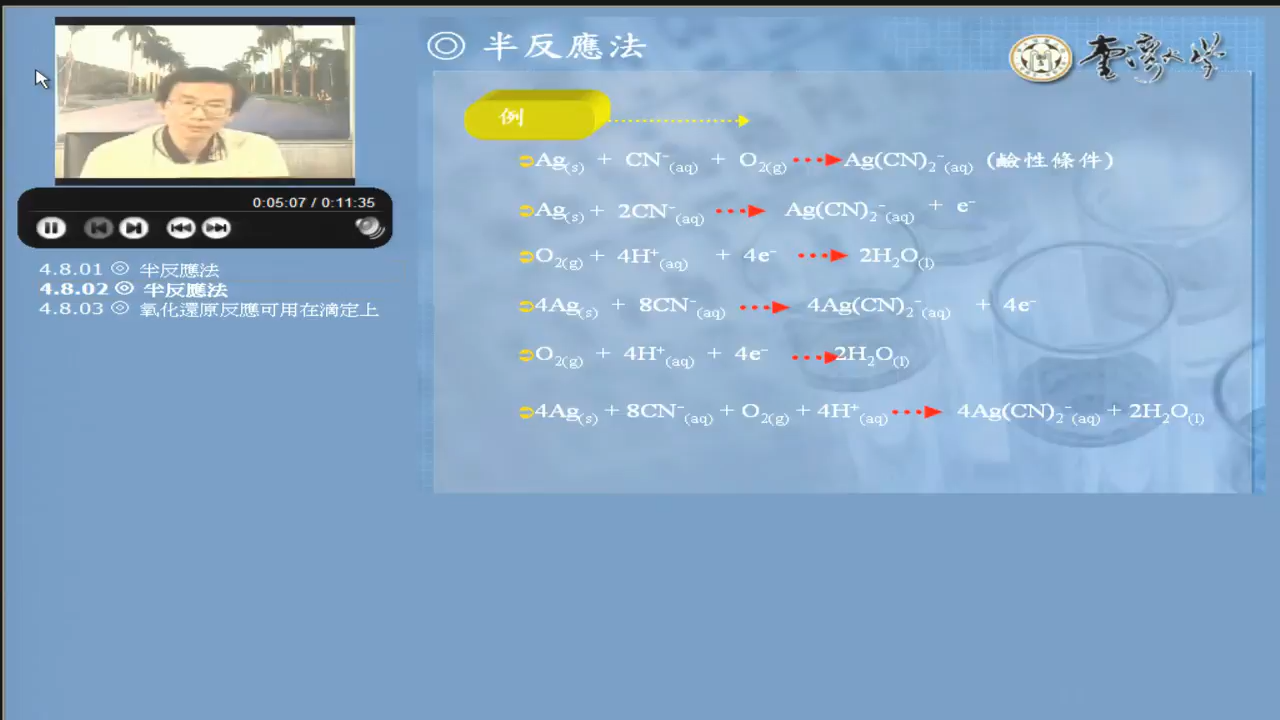 ◎ 半反應法
臺灣大學
例
Ag(s) + CN⁻(aq) + O₂(g) Ag(CN)₂⁻(aq) (鹼性條件)
Ag(s) + 2CN⁻(aq) Ag(CN)₂⁻(aq) + e⁻
O₂(g) + 4H⁺(aq) + 4e⁻ 2H₂O(l)
4Ag(s) + 8CN⁻(aq) 4Ag(CN)₂⁻(aq) + 4e⁻
O₂(g) + 4H⁺(aq) + 4e⁻ 2H₂O(l)
4Ag(s) + 8CN⁻(aq) + O₂(g) + 4H⁺(aq) 4Ag(CN)₂⁻(aq) + 2H₂O(l)
0:05:07 / 0:11:35
4.8.01 ◎ 半反應法
4.8.02 ◎ 半反應法
4.8.03 ◎ 氧化還原反應可用在滴定上